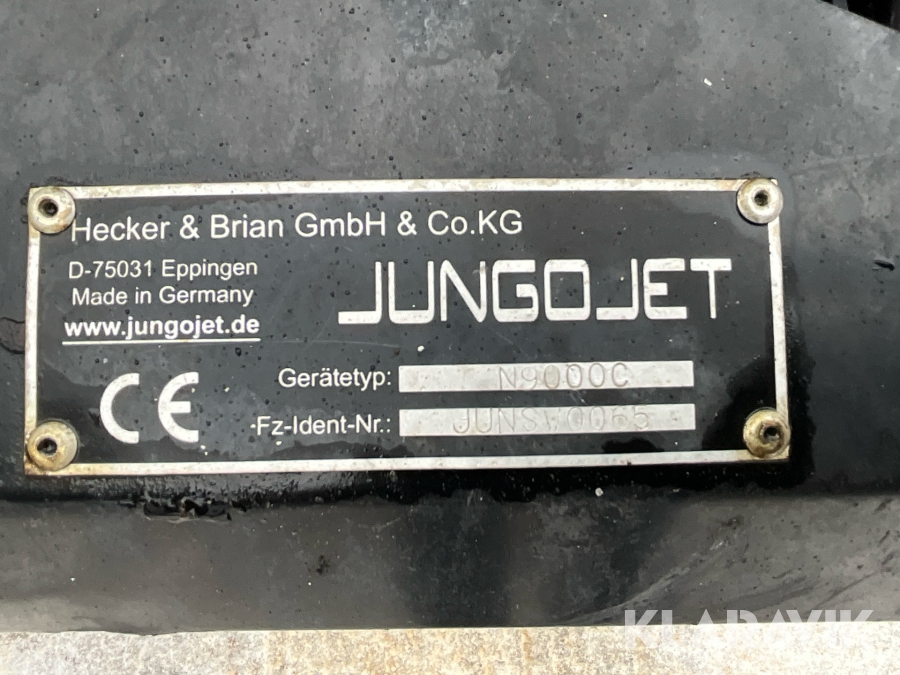 Hecker & Brian GmbH & Co.KG
D-75031 Eppingen
Made in Germany
www.jungojet.de
JUNGOJET
CE
Gerätetyp: N9000C
Fz-Ident-Nr.:
KLARAVIK